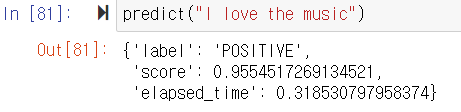 In [81]: predict("I love the music")
Out[81]: {'label': 'POSITIVE',
'score': 0.9554517269134521,
'elapsed_time': 0.318530797958374}